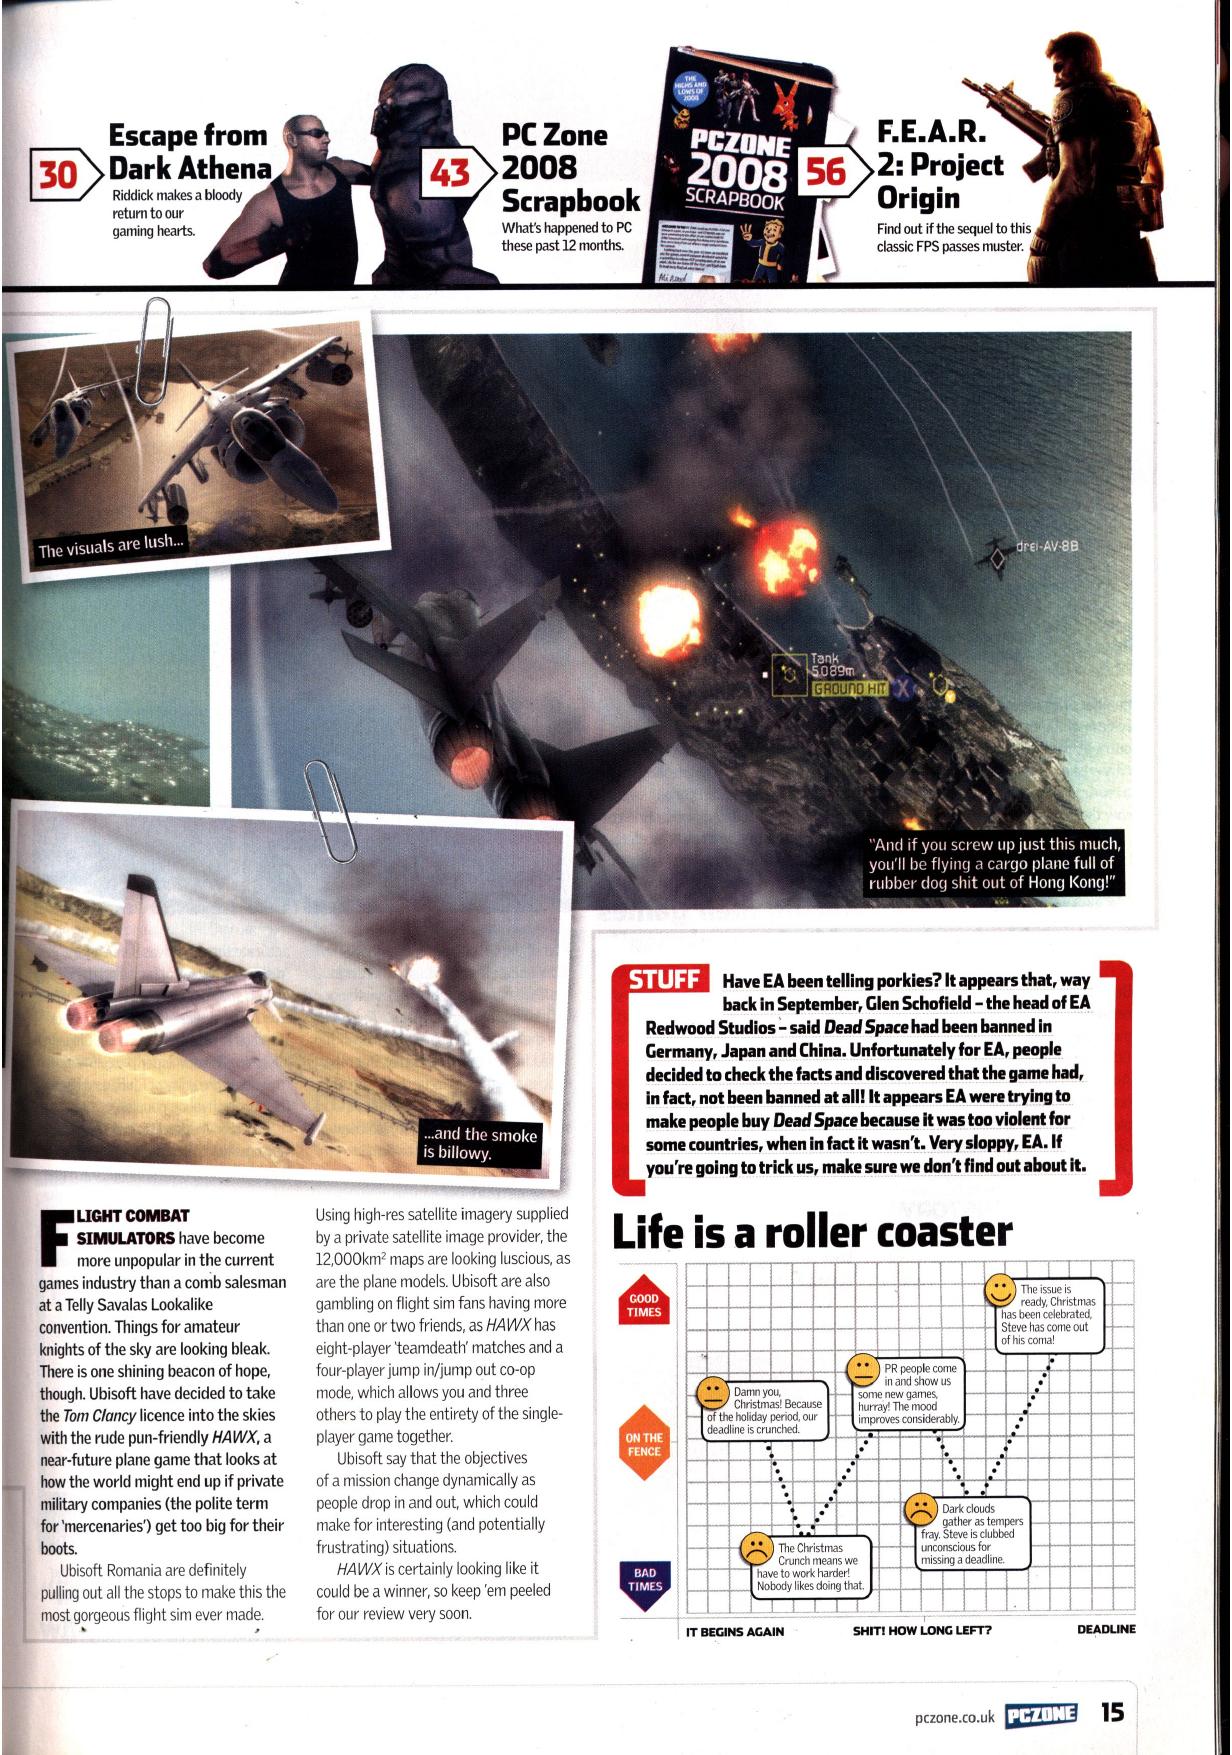 30
Escape from
Dark Athena
Riddick makes a bloody
return to our
gaming hearts.
43
PC Zone
2008
Scrapbook
What's happened to PC
these past 12 months.
THE
HIGHS AND
LOWS OF
2008
PCZONE
2008
SCRAPBOOK
56
F.E.A.R.
2: Project
Origin
Find out if the sequel to this
classic FPS passes muster.
The visuals are lush...
drei-AV-8B
Tank
5.089m
GROUND HIT
X
Y
"And if you screw up just this much,
you'll be flying a cargo plane full of
rubber dog shit out of Hong Kong!"
...and the smoke
is billowy.
FLIGHT COMBAT
SIMULATORS have become
more unpopular in the current
games industry than a comb salesman
at a Telly Savalas Lookalike
convention. Things for amateur
knights of the sky are looking bleak.
There is one shining beacon of hope,
though. Ubisoft have decided to take
the Tom Clancy licence into the skies
with the rude pun-friendly HAWX, a
near-future plane game that looks at
how the world might end up if private
military companies (the polite term
for 'mercenaries') get too big for their
boots.
Ubisoft Romania are definitely
pulling out all the stops to make this the
most gorgeous flight sim ever made.
Using high-res satellite imagery supplied
by a private satellite image provider, the
12,000km² maps are looking luscious, as
are the plane models. Ubisoft are also
gambling on flight sim fans having more
than one or two friends, as HAWX has
eight-player 'teamdeath' matches and a
four-player jump in/jump out co-op
mode, which allows you and three
others to play the entirety of the single-
player game together.
Ubisoft say that the objectives
of a mission change dynamically as
people drop in and out, which could
make for interesting (and potentially
frustrating) situations.
HAWX is certainly looking like it
could be a winner, so keep 'em peeled
for our review very soon.
STUFF Have EA been telling porkies? It appears that, way
back in September, Glen Schofield – the head of EA
Redwood Studios – said Dead Space had been banned in
Germany, Japan and China. Unfortunately for EA, people
decided to check the facts and discovered that the game had,
in fact, not been banned at all! It appears EA were trying to
make people buy Dead Space because it was too violent for
some countries, when in fact it wasn't. Very sloppy, EA. If
you're going to trick us, make sure we don't find out about it.
Life is a roller coaster
GOOD
TIMES
ON THE
FENCE
BAD
TIMES
Damn you,
Christmas! Because
of the holiday period, our
deadline is crunched.
The Christmas
Crunch means we
have to work harder!
Nobody likes doing that.
PR people come
in and show us
some new games,
hurray! The mood
improves considerably.
Dark clouds
gather as tempers
fray. Steve is clubbed
unconscious for
missing a deadline.
The issue is
ready, Christmas
has been celebrated,
Steve has come out
of his coma!
IT BEGINS AGAIN
SHIT! HOW LONG LEFT?
DEADLINE
pczone.co.uk PCZONE 15